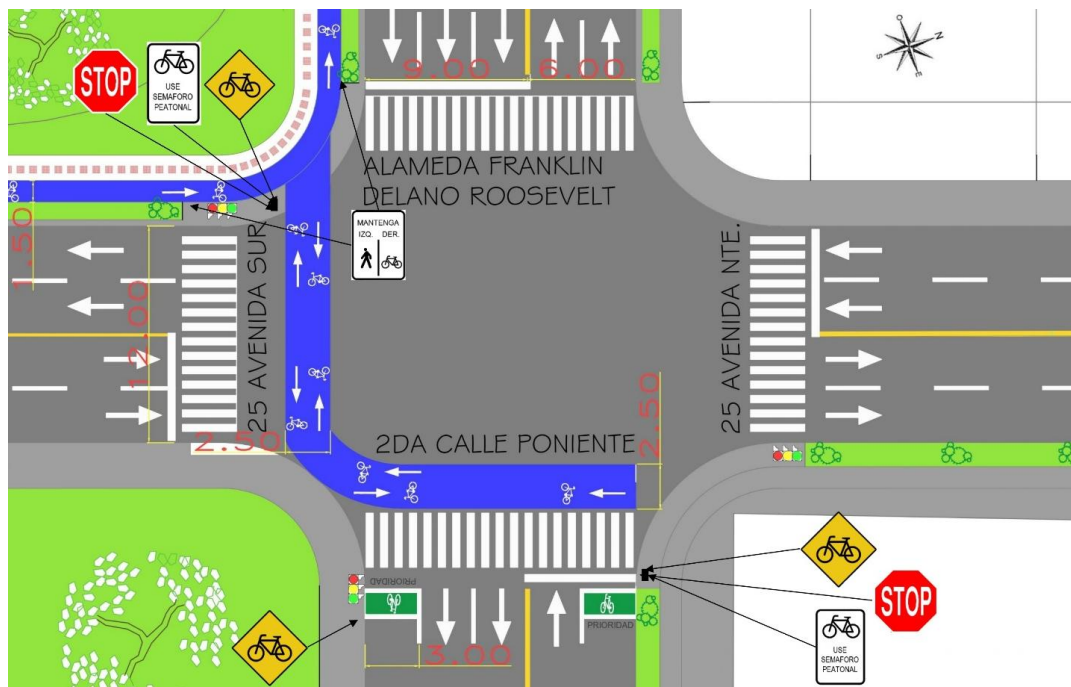 STOP
USE
SEMAFORO
PEATONAL
O
N
S
E
9.00
6.00
ALAMEDA FRANKLIN
DELANO ROOSEVELT
MANTENGA
IZQ.
DER.
1.50
12.00
25 AVENIDA SUR.
25 AVENIDA NTE.
2.50
2DA CALLE PONIENTE
2.50
PRIORIDAD
3.00
PRIORIDAD
STOP
USE
SEMAFORO
PEATONAL